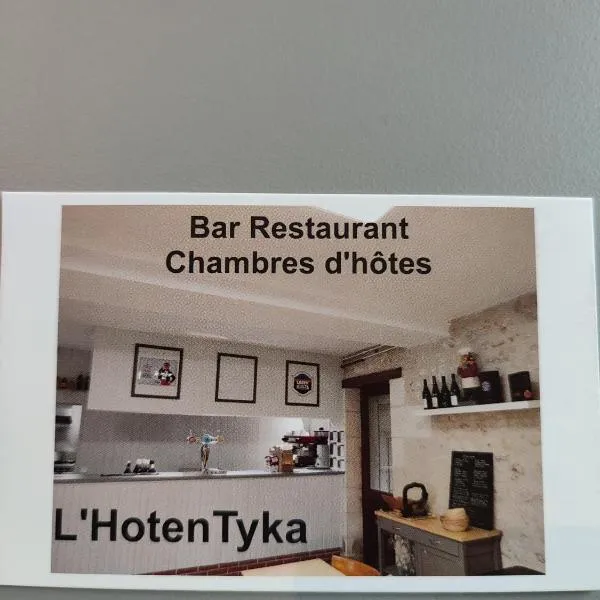 Bar Restaurant
Chambres d'hôtes
L'HotenTyka